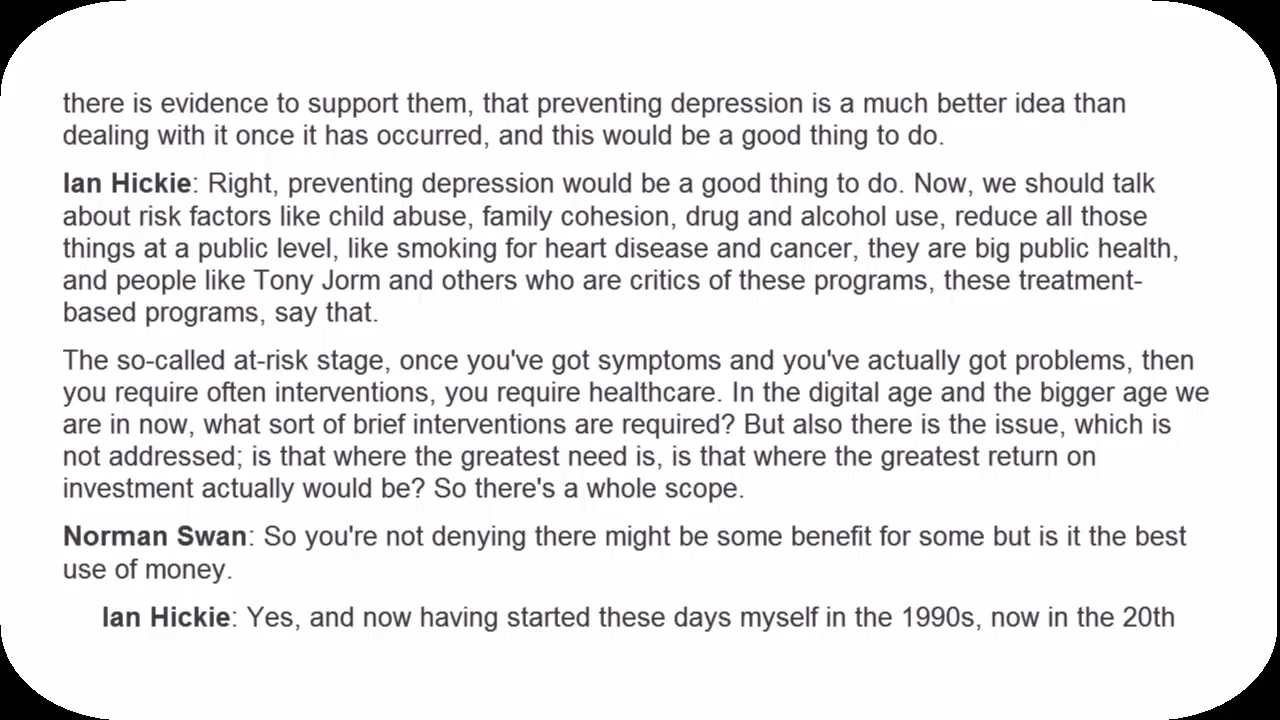 there is evidence to support them, that preventing depression is a much better idea than
dealing with it once it has occurred, and this would be a good thing to do.
Ian Hickie: Right, preventing depression would be a good thing to do. Now, we should talk
about risk factors like child abuse, family cohesion, drug and alcohol use, reduce all those
things at a public level, like smoking for heart disease and cancer, they are big public health,
and people like Tony Jorm and others who are critics of these programs, these treatment-
based programs, say that.
The so-called at-risk stage, once you've got symptoms and you've actually got problems, then
you require often interventions, you require healthcare. In the digital age and the bigger age we
are in now, what sort of brief interventions are required? But also there is the issue, which is
not addressed; is that where the greatest need is, is that where the greatest return on
investment actually would be? So there's a whole scope.
Norman Swan: So you're not denying there might be some benefit for some but is it the best
use of money.
Ian Hickie: Yes, and now having started these days myself in the 1990s, now in the 20th